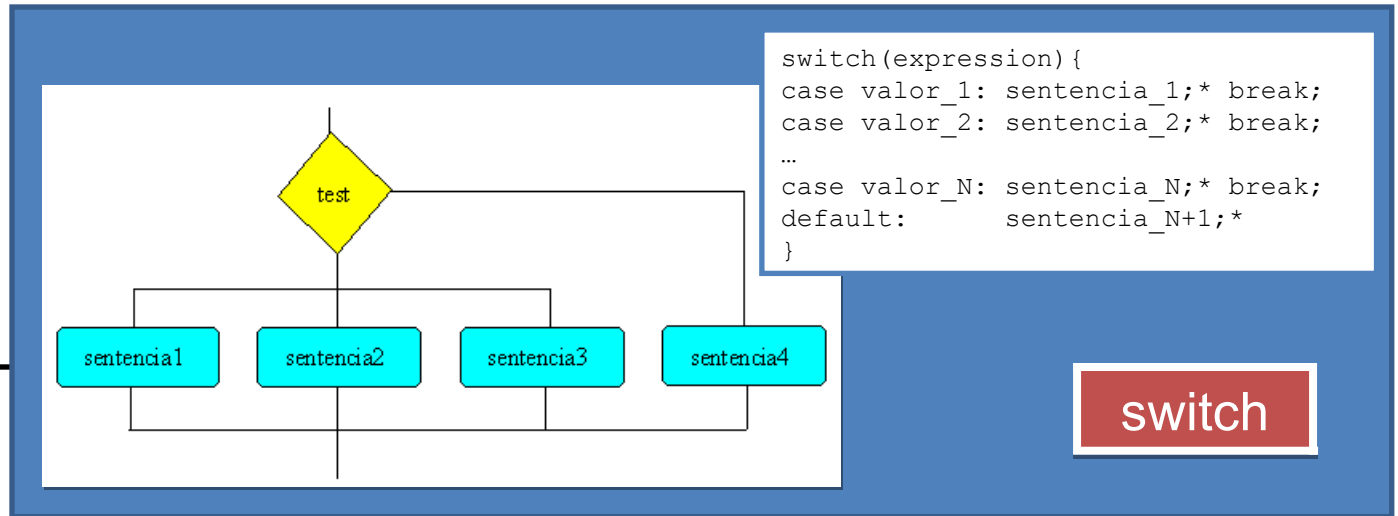 switch(expression){
case valor_1: sentencia_1;* break;
case valor_2: sentencia_2;* break;
…
case valor_N: sentencia_N;* break;
default:      sentencia_N+1;*
}
test
sentencia1
sentencia2
sentencia3
sentencia4
switch